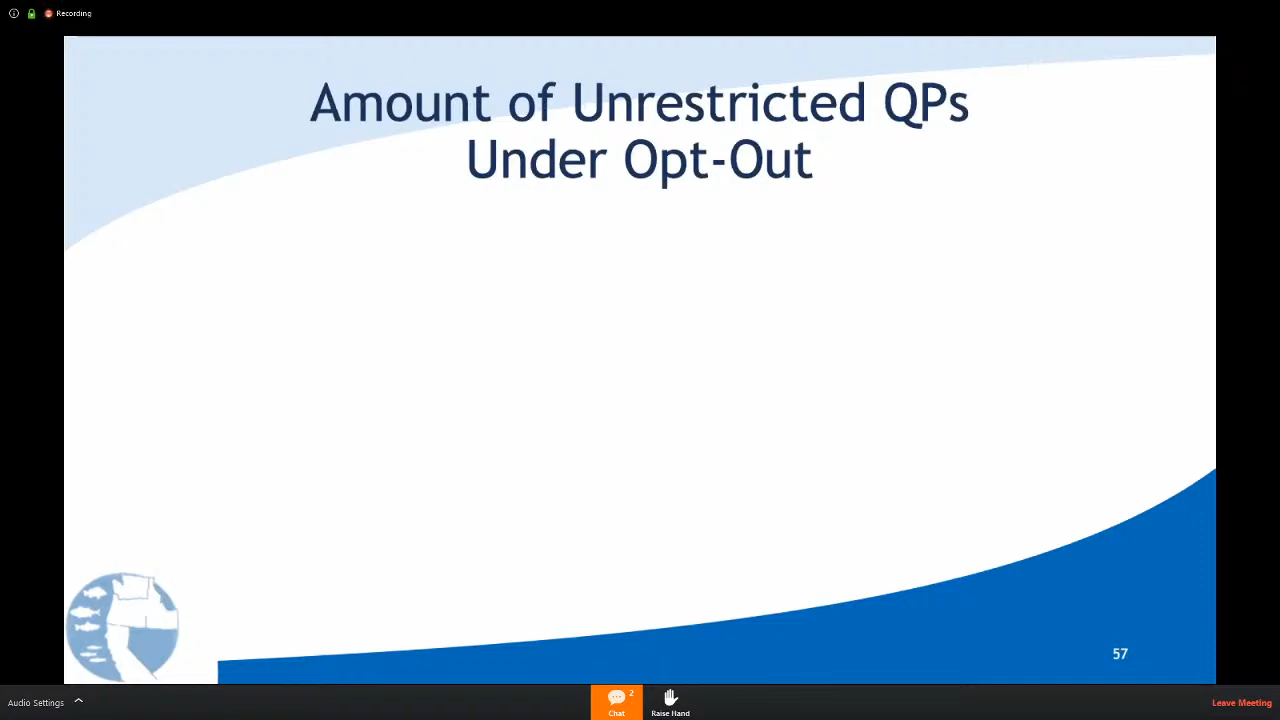 Recording
Amount of Unrestricted QPs
Under Opt-Out
57
Audio Settings
2
Chat
Raise Hand
Leave Meeting